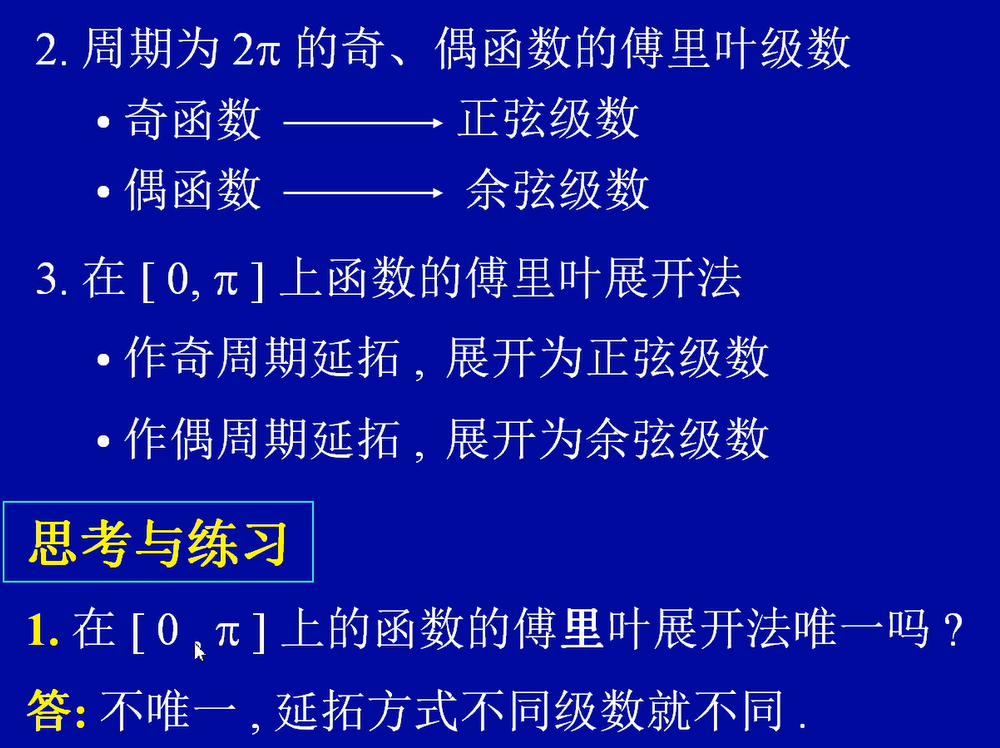 2. 周期为 2π 的奇、偶函数的傅里叶级数
• 奇函数 ⟶ 正弦级数
• 偶函数 ⟶ 余弦级数
3. 在 [ 0, π ] 上函数的傅里叶展开法
• 作奇周期延拓 , 展开为正弦级数
• 作偶周期延拓 , 展开为余弦级数
思考与练习
1. 在 [ 0 , π ] 上的函数的傅里叶展开法唯一吗 ?
答: 不唯一 , 延拓方式不同级数就不同 .